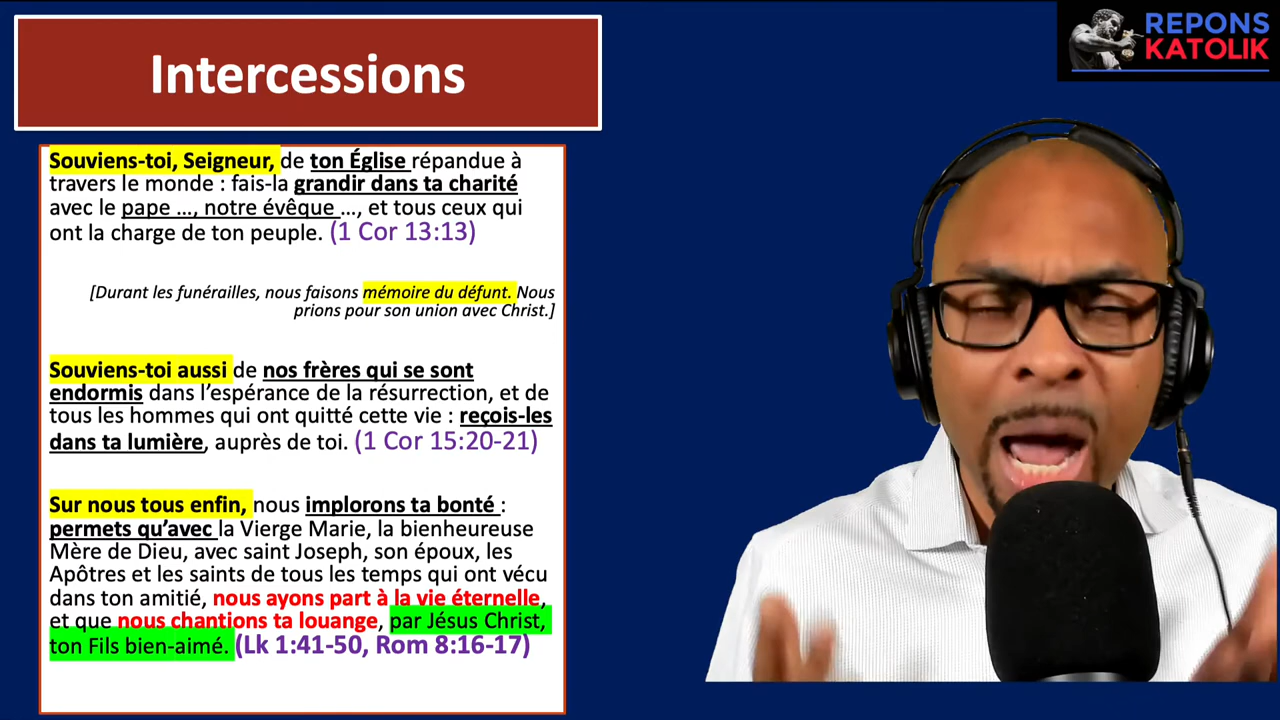 Intercessions
REPONS
KATOLIK
Souviens-toi, Seigneur, de ton Église répandue à
travers le monde : fais-la grandir dans ta charité
avec le pape …, notre évêque …, et tous ceux qui
ont la charge de ton peuple. (1 Cor 13:13)
[Durant les funérailles, nous faisons mémoire du défunt. Nous
prions pour son union avec Christ.]
Souviens-toi aussi de nos frères qui se sont
endormis dans l’espérance de la résurrection, et de
tous les hommes qui ont quitté cette vie : reçois-les
dans ta lumière, auprès de toi. (1 Cor 15:20-21)
Sur nous tous enfin, nous implorons ta bonté :
permets qu’avec la Vierge Marie, la bienheureuse
Mère de Dieu, avec saint Joseph, son époux, les
Apôtres et les saints de tous les temps qui ont vécu
dans ton amitié, nous ayons part à la vie éternelle,
et que nous chantions ta louange, par Jésus Christ,
ton Fils bien-aimé. (Lk 1:41-50, Rom 8:16-17)